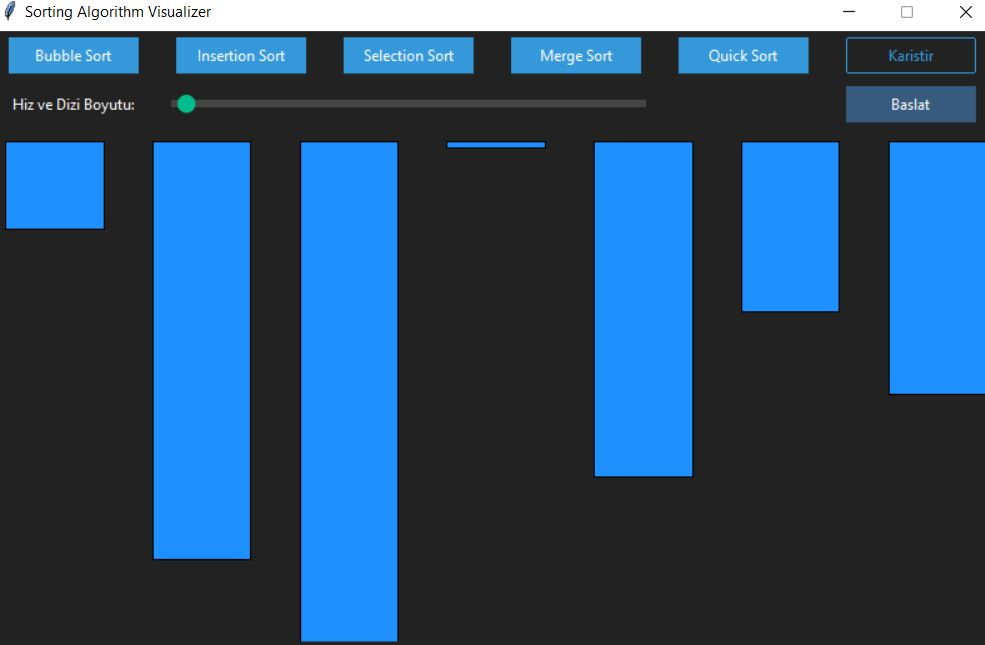 Sorting Algorithm Visualizer
Bubble Sort Insertion Sort Selection Sort Merge Sort Quick Sort Karistir
Hiz ve Dizi Boyutu: Baslat